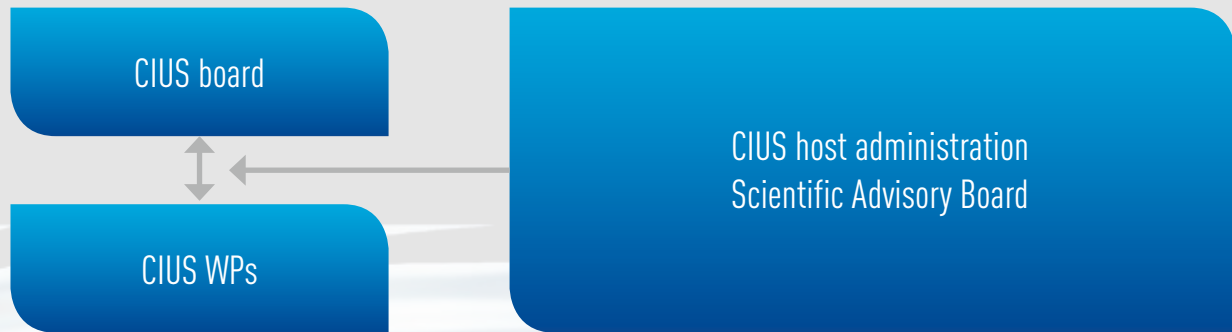 CIUS board
CIUS host administration
Scientific Advisory Board
CIUS WPs